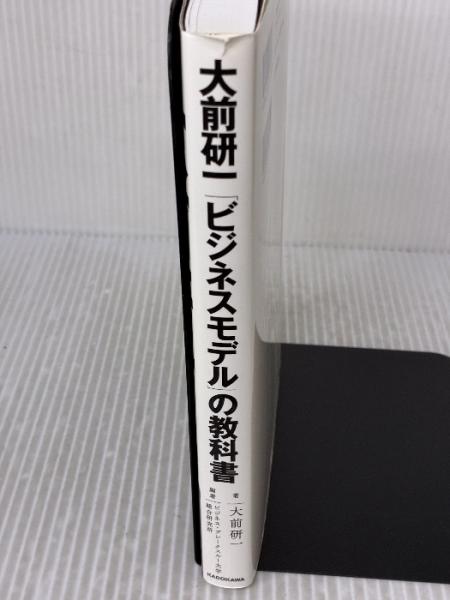 大前研一「ビジネスモデル」の教科書
著 大前研一
編著 ビジネス・ブレークスルー大学
総合研究所
KADOKAWA